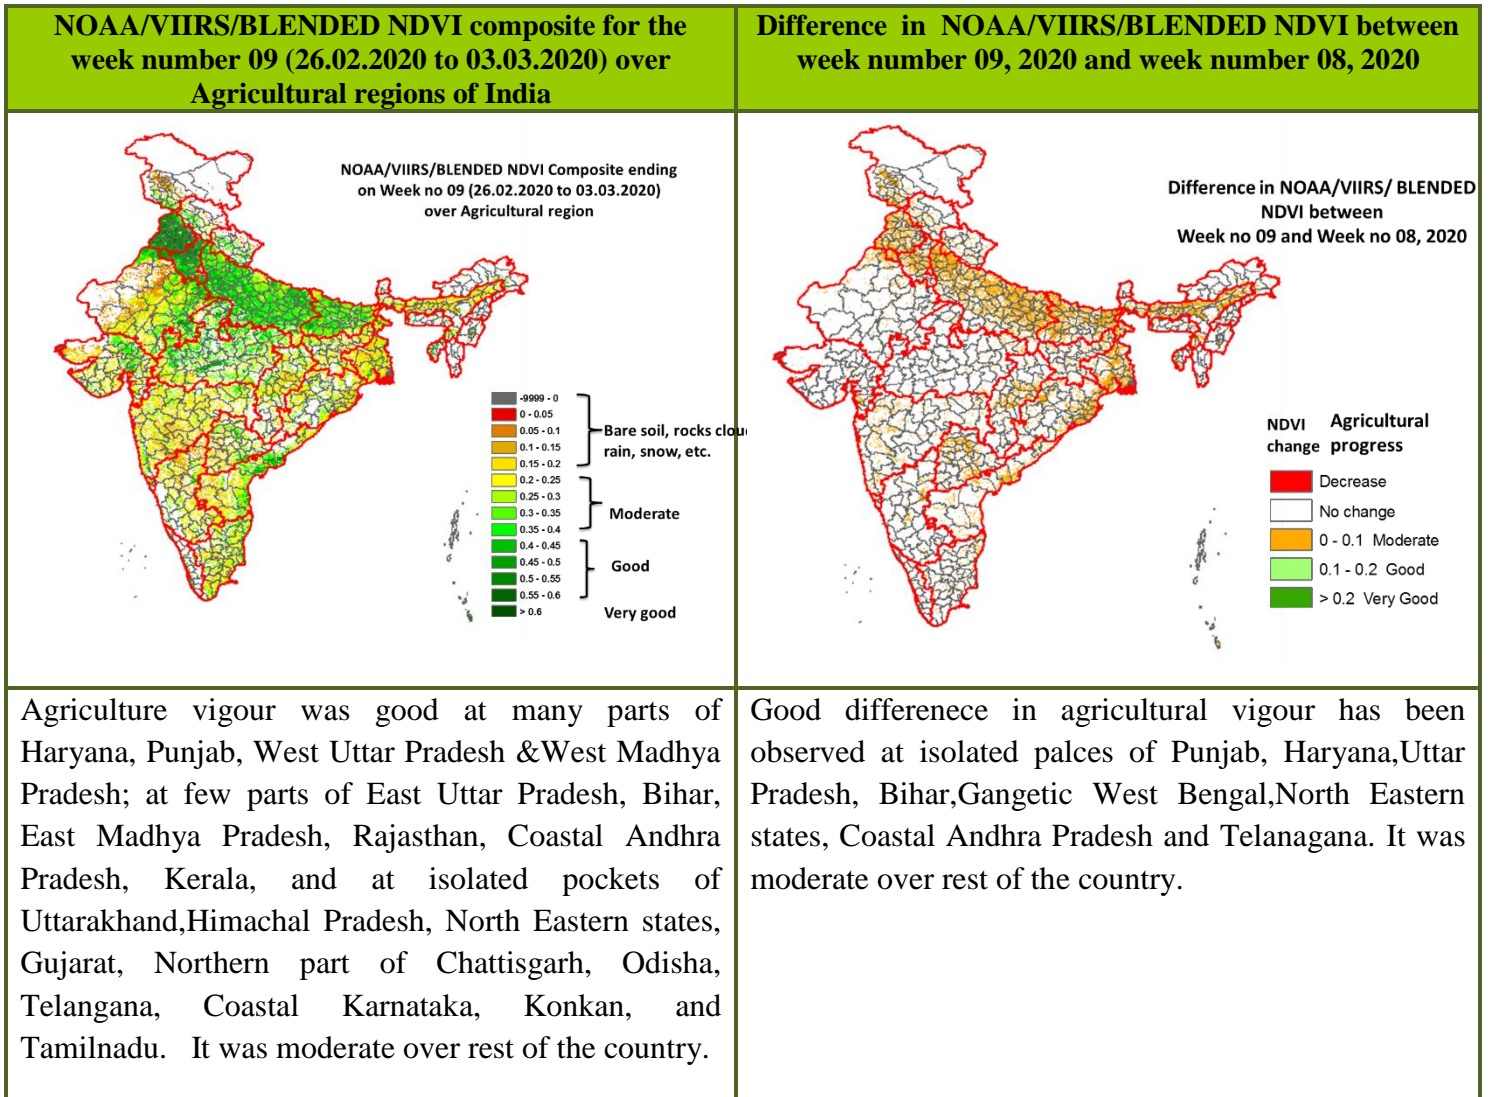 NOAA/VIIRS/BLENDED NDVI composite for the
week number 09 (26.02.2020 to 03.03.2020) over
Agricultural regions of India
Difference in NOAA/VIIRS/BLENDED NDVI between
week number 09, 2020 and week number 08, 2020
NOAA/VIIRS/BLENDED NDVI Composite ending
on Week no 09 (26.02.2020 to 03.03.2020)
over Agricultural region
-9999 - 0
0 - 0.05
0.05 - 0.1
0.1 - 0.15
0.15 - 0.2
0.2 - 0.25
0.25 - 0.3
0.3 - 0.35
0.35 - 0.4
0.4 - 0.45
0.45 - 0.5
0.5 - 0.55
0.55 - 0.6
> 0.6
Bare soil, rocks clou
rain, snow, etc.
Moderate
Good
Very good
Difference in NOAA/VIIRS/ BLENDED
NDVI between
Week no 09 and Week no 08, 2020
NDVI change
Agricultural progress
Decrease
No change
0 - 0.1 Moderate
0.1 - 0.2 Good
> 0.2 Very Good
Agriculture vigour was good at many parts of
Haryana, Punjab, West Uttar Pradesh &West Madhya
Pradesh; at few parts of East Uttar Pradesh, Bihar,
East Madhya Pradesh, Rajasthan, Coastal Andhra
Pradesh, Kerala, and at isolated pockets of
Uttarakhand,Himachal Pradesh, North Eastern states,
Gujarat, Northern part of Chattisgarh, Odisha,
Telangana, Coastal Karnataka, Konkan, and
Tamilnadu. It was moderate over rest of the country.
Good differenece in agricultural vigour has been
observed at isolated palces of Punjab, Haryana,Uttar
Pradesh, Bihar,Gangetic West Bengal,North Eastern
states, Coastal Andhra Pradesh and Telanagana. It was
moderate over rest of the country.